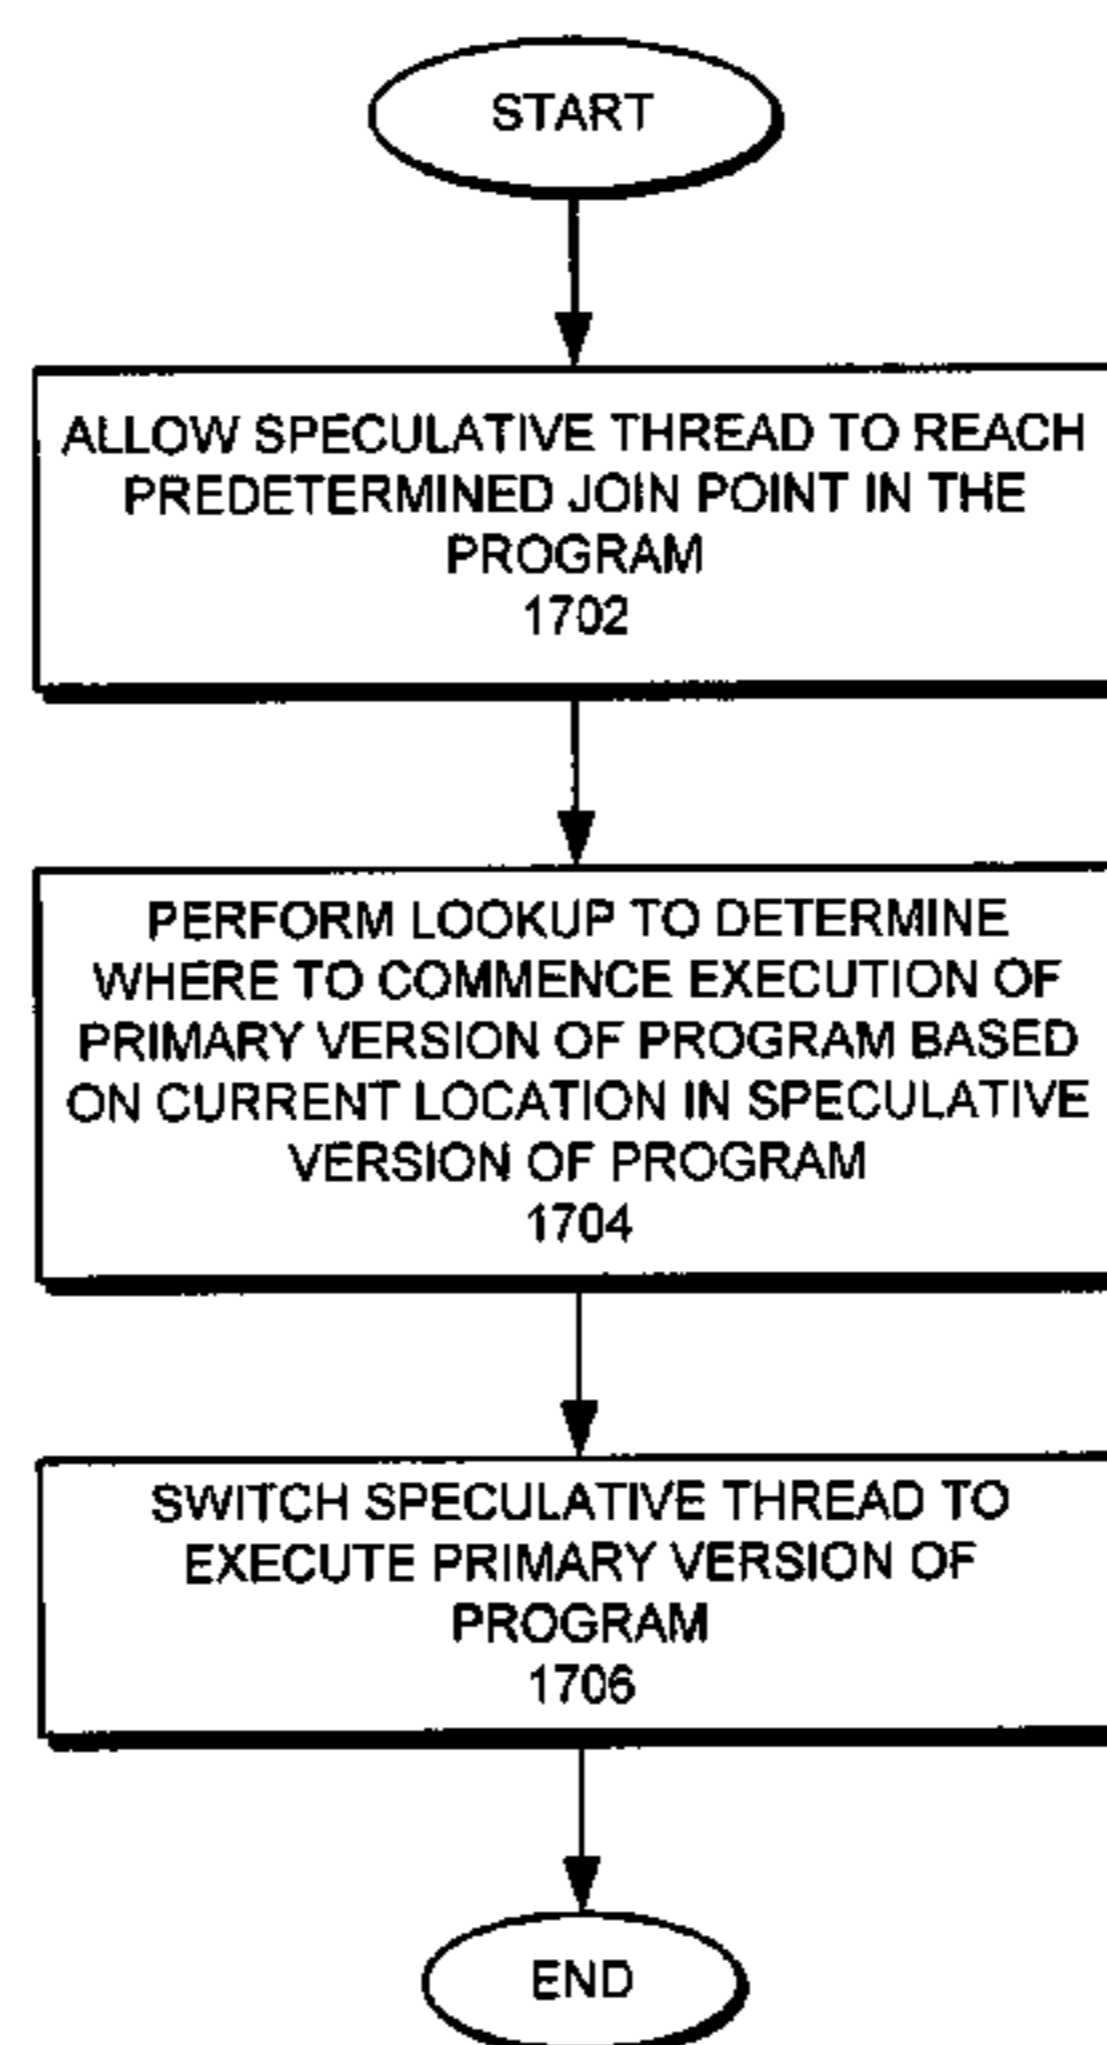 START
ALLOW SPECULATIVE THREAD TO REACH
PREDETERMINED JOIN POINT IN THE
PROGRAM
1702
PERFORM LOOKUP TO DETERMINE
WHERE TO COMMENCE EXECUTION OF
PRIMARY VERSION OF PROGRAM BASED
ON CURRENT LOCATION IN SPECULATIVE
VERSION OF PROGRAM
1704
SWITCH SPECULATIVE THREAD TO
EXECUTE PRIMARY VERSION OF
PROGRAM
1706
END